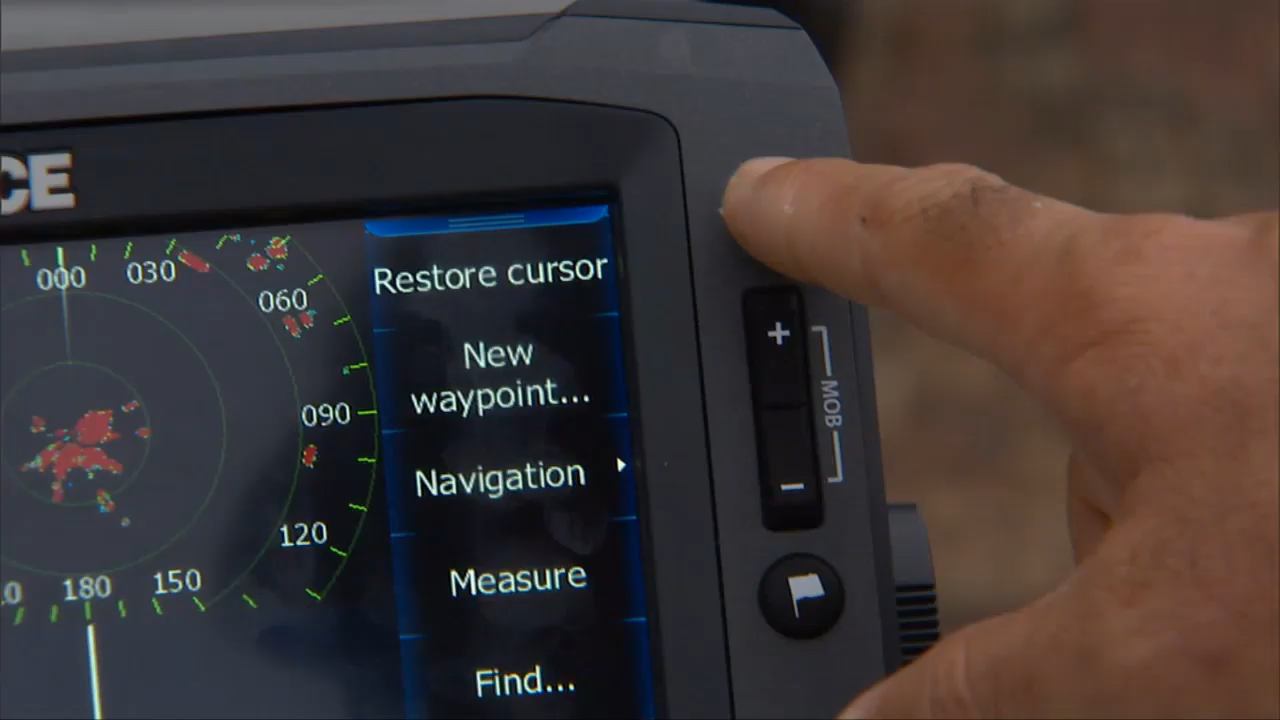 CE
000
030
060
090
120
150
180
Restore cursor
New
waypoint...
Navigation
Measure
Find...
+
MOB
-